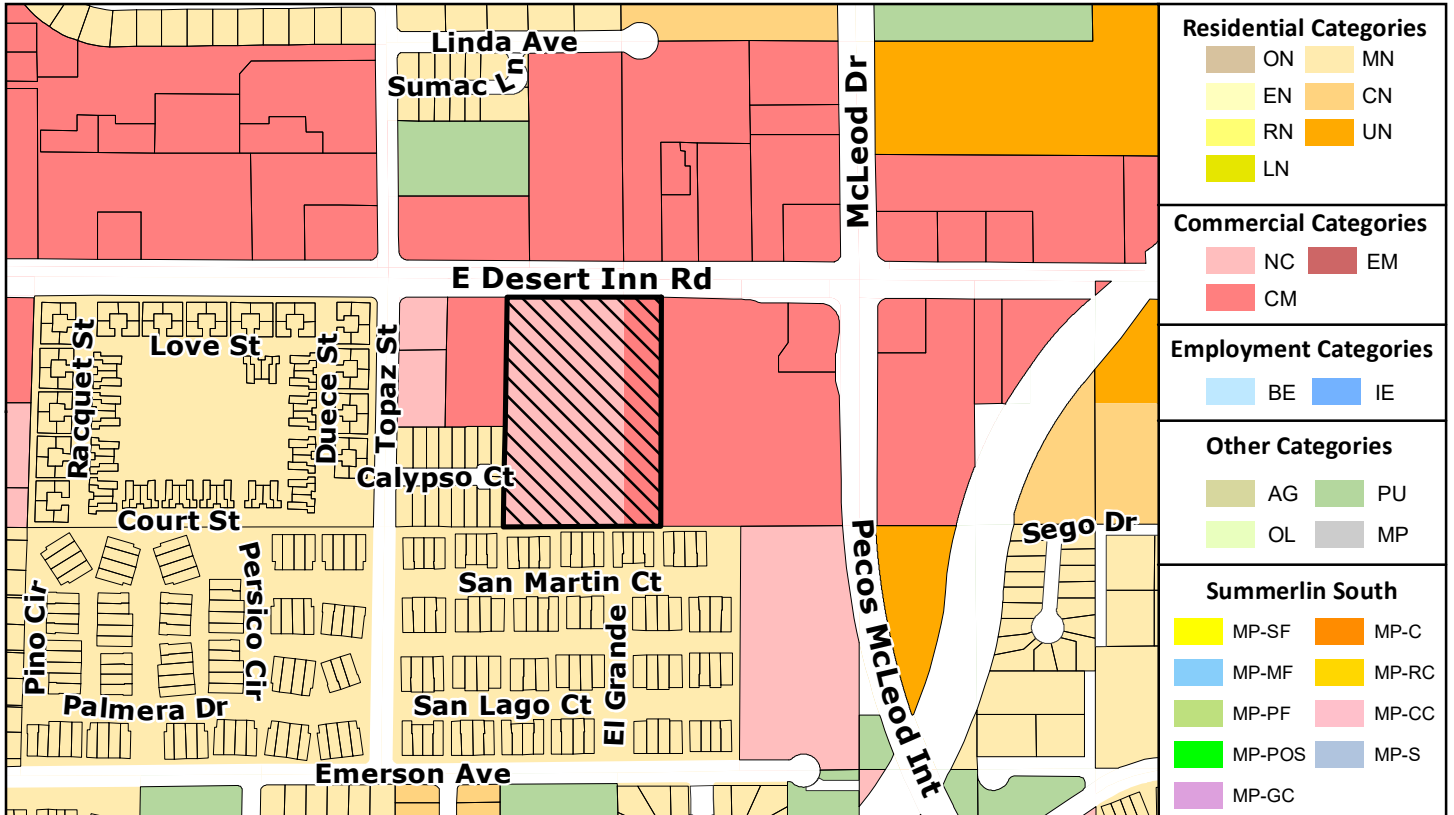 Linda Ave
Sumac Ln
McLeod Dr
E Desert Inn Rd
Racquet St
Love St
Duece St
Topaz St
Calypso Ct
Court St
Pino Cir
Persico Cir
Palmera Dr
San Martin Ct
El Grande
San Lago Ct
Emerson Ave
Pecos McLeod Int
Sego Dr
Residential Categories
ON MN
EN CN
RN UN
LN
Commercial Categories
NC EM
CM
Employment Categories
BE IE
Other Categories
AG PU
OL MP
Summerlin South
MP-SF MP-C
MP-MF MP-RC
MP-PF MP-CC
MP-POS MP-S
MP-GC